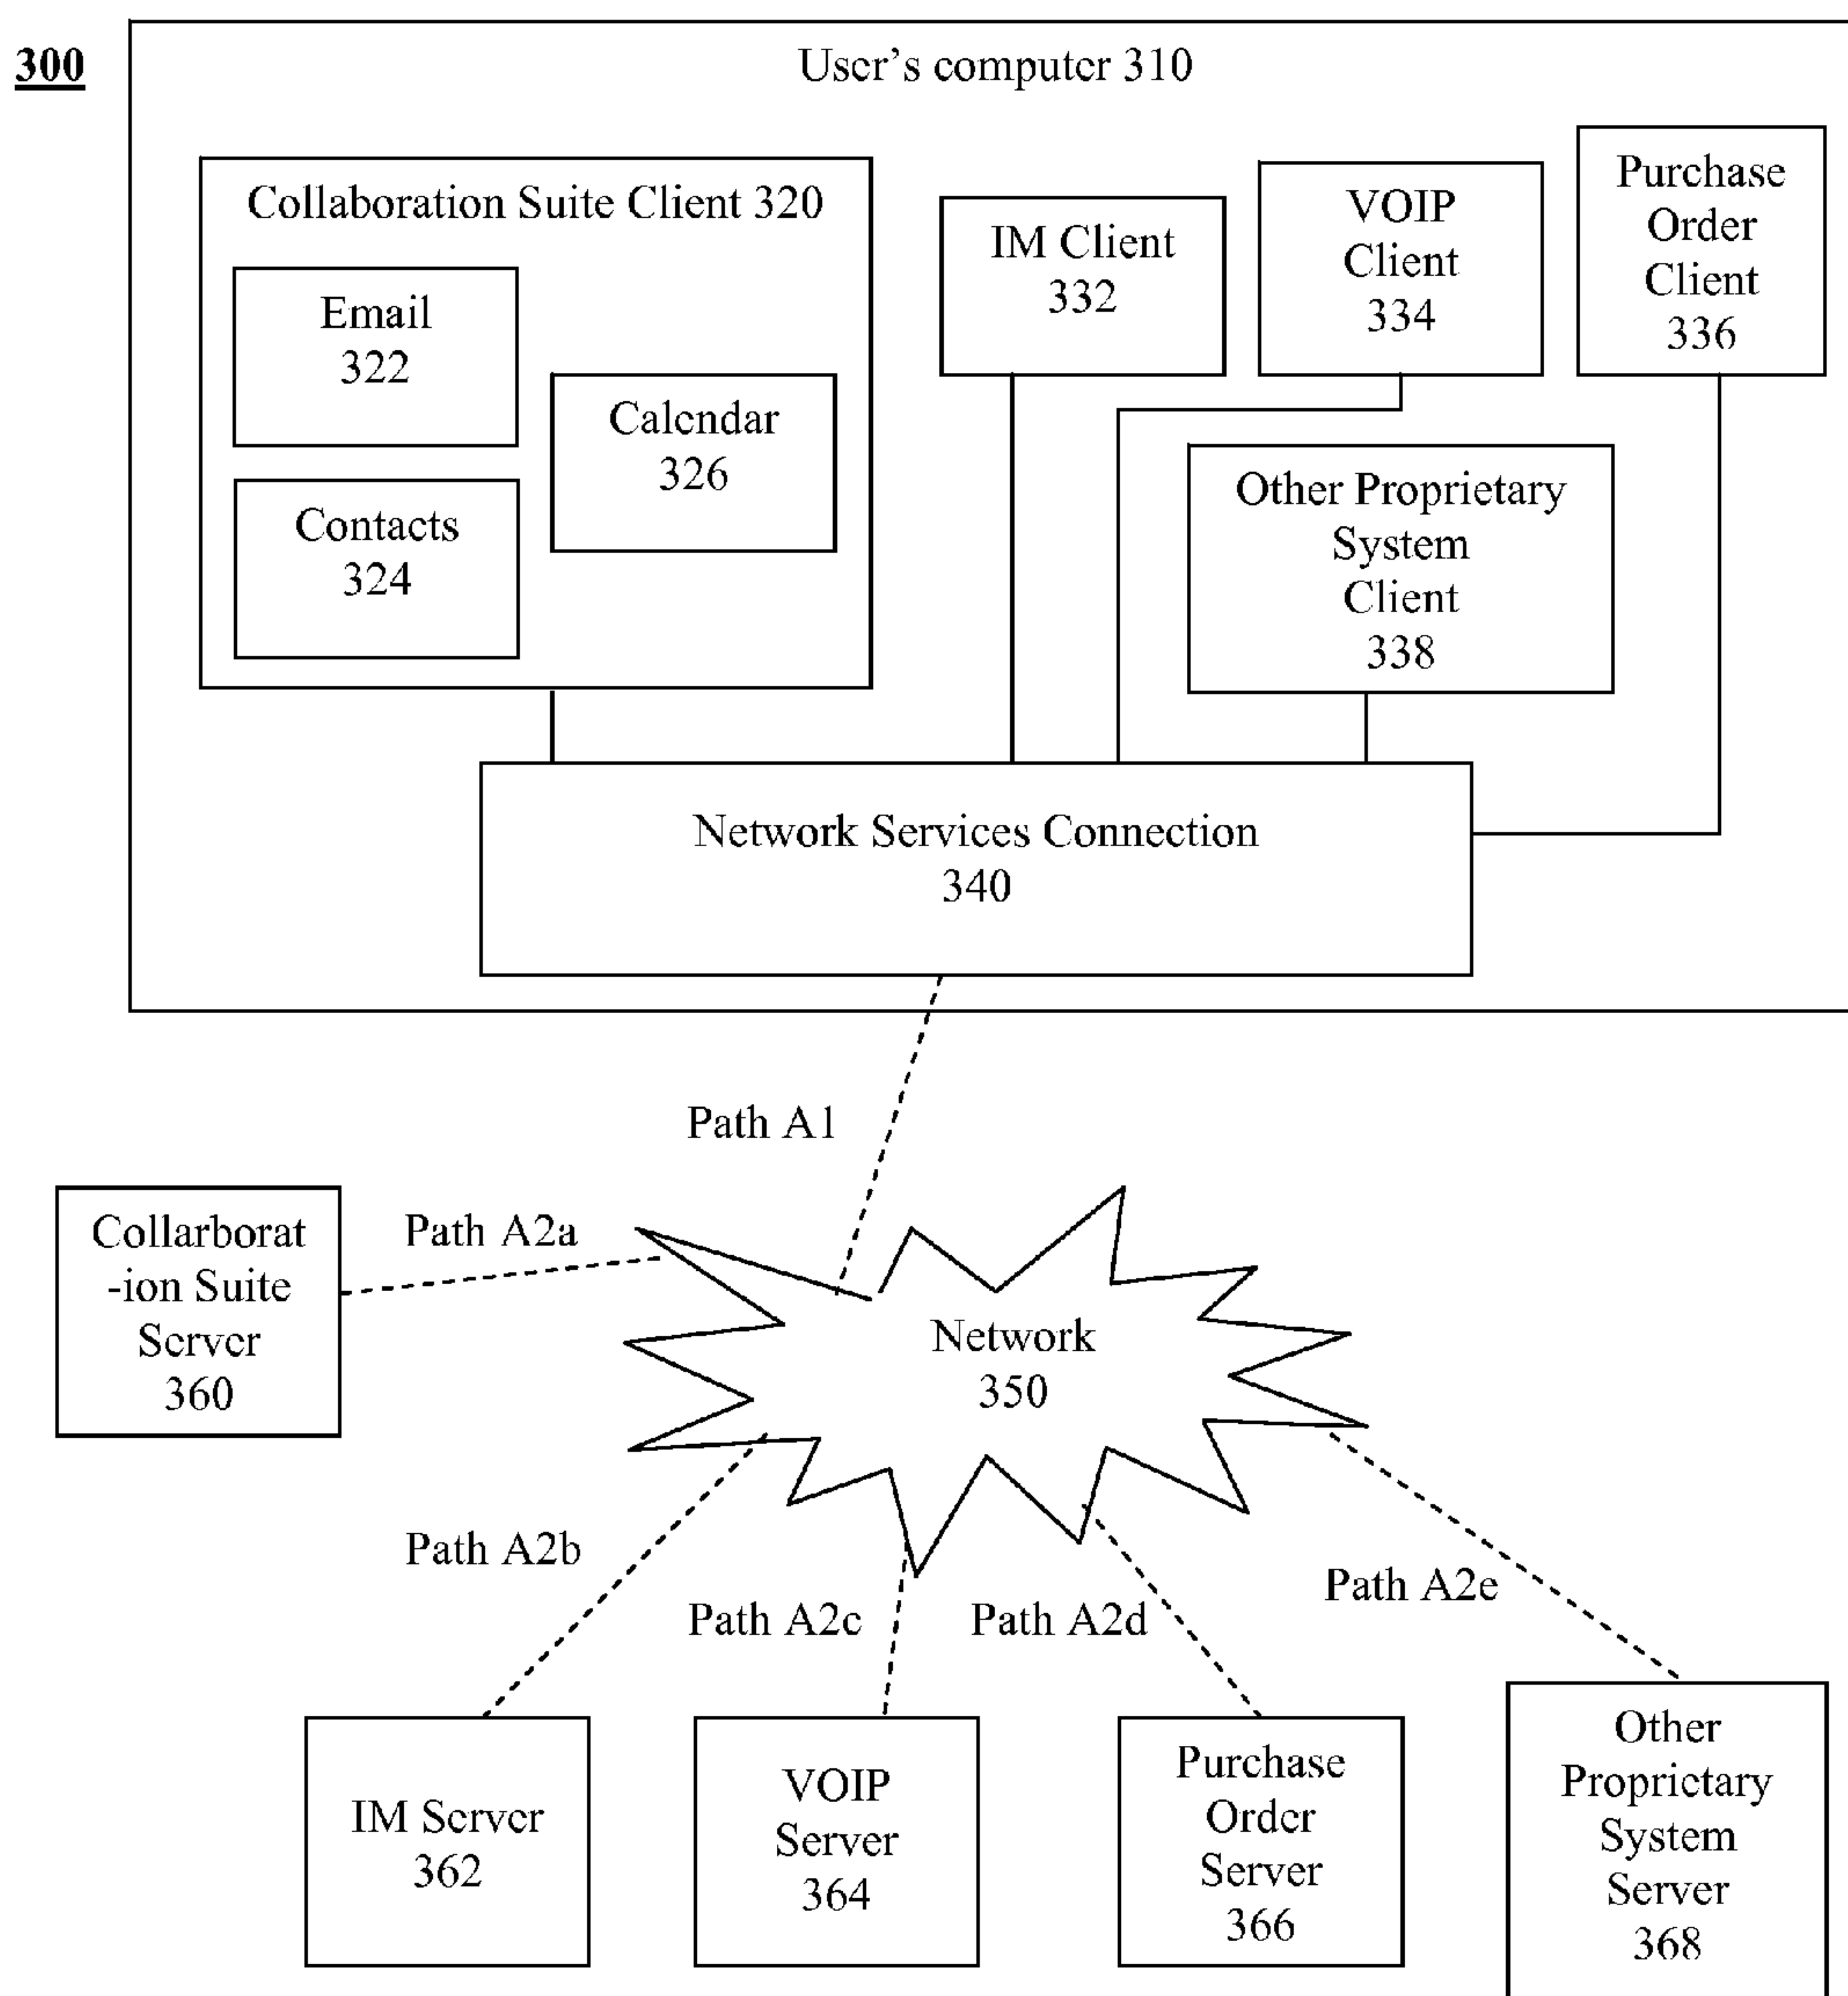 300
User's computer 310
Collaboration Suite Client 320
Email
322
Contacts
324
Calendar
326
IM Client
332
VOIP
Client
334
Purchase
Order
Client
336
Other Proprietary
System
Client
338
Network Services Connection
340
Path A1
Collarborat
-ion Suite
Server
360
Path A2a
Network
350
Path A2b
Path A2c
Path A2d
Path A2e
IM Server
362
VOIP
Server
364
Purchase
Order
Server
366
Other
Proprietary
System
Server
368